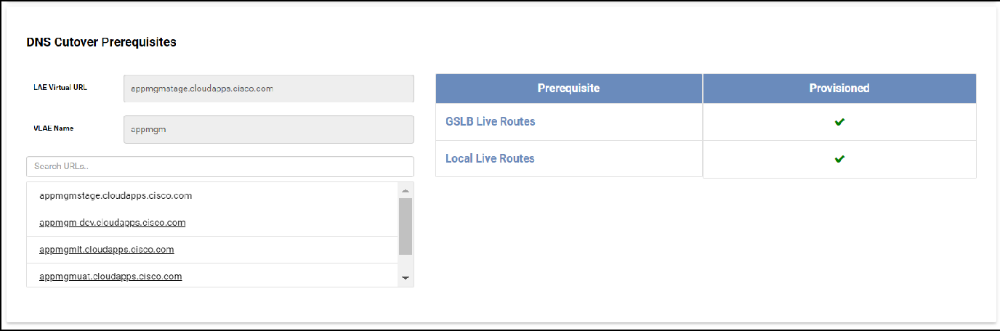 DNS Cutover Prerequisites
LAE Virtual URL
appmgmstage.cloudapps.cisco.com
VLAE Name
appmgm
Search URLs..
appmgmstage.cloudapps.cisco.com
appmgm-dev.cloudapps.cisco.com
appmgmlt.cloudapps.cisco.com
appmgmuat.cloudapps.cisco.com
Prerequisite Provisioned
GSLB Live Routes
Local Live Routes